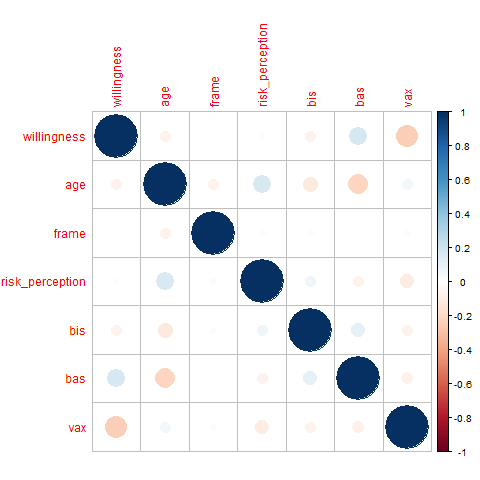 willingness
age
frame
risk_perception
bis
bas
vax
willingness
age
frame
risk_perception
bis
bas
vax
1
0.8
0.6
0.4
0.2
0
-0.2
-0.4
-0.6
-0.8
-1